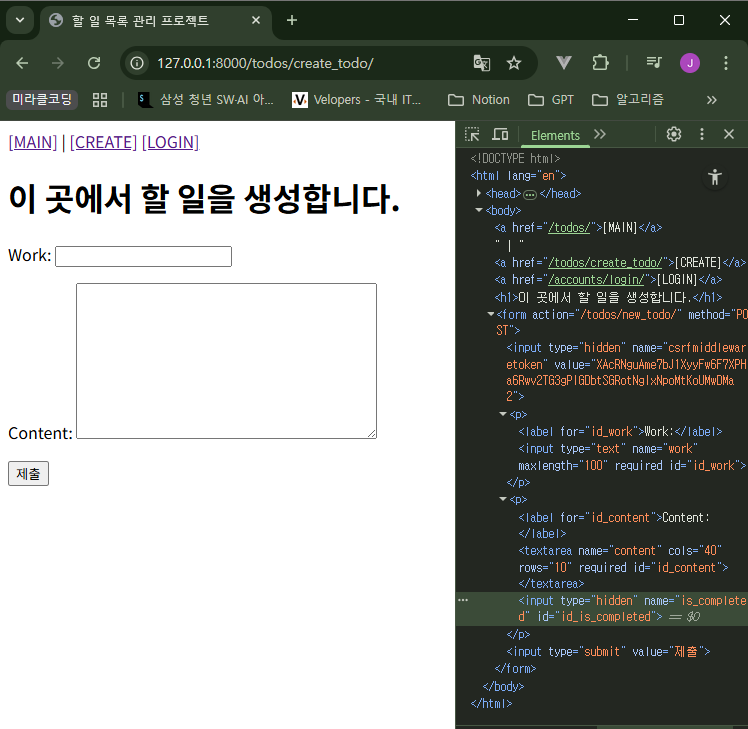 할 일 목록 관리 프로젝트
127.0.0.1:8000/todos/create_todo/
J
미라클코딩
삼성 청년 SW·AI 아...
Velopers - 국내 IT...
Notion
GPT
알고리즘
[MAIN] | [CREATE] [LOGIN]
이 곳에서 할 일을 생성합니다.
Work:
Content:
제출
Elements
<!DOCTYPE html>
<html lang="en">
<head> ⋯ </head>
<body>
<a href="/todos/">[MAIN]</a>
" | "
<a href="/todos/create_todo/">[CREATE]</a>
<a href="/accounts/login/">[LOGIN]</a>
<h1>이 곳에서 할 일을 생성합니다.</h1>
<form action="/todos/new_todo/" method="PO
ST">
<input type="hidden" name="csrfmiddlewar
etoken" value="
2">
<p>
<label for="id_work">Work:</label>
<input type="text" name="work"
maxlength="100" required id="id_work">
</p>
<p>
<label for="id_content">Content:
</label>
<textarea name="content" cols="40"
rows="10" required id="id_content">
</textarea>
<input type="hidden" name="is_complete
d" id="id_is_completed"> == $0
</p>
<input type="submit" value="제출">
</form>
</body>
</html>